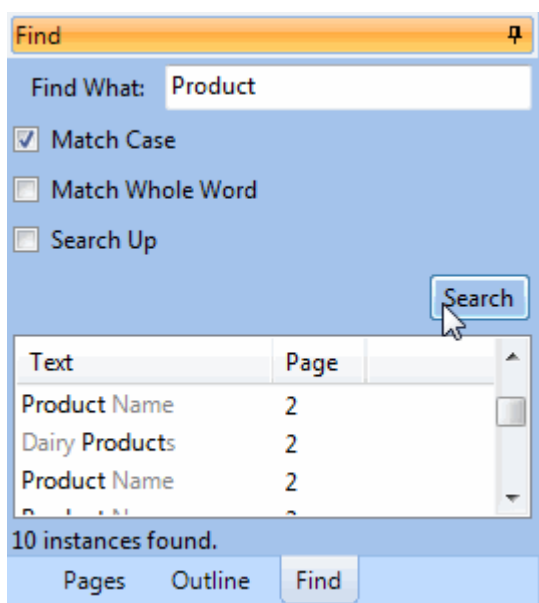 Find
Find What: Product
Match Case
Match Whole Word
Search Up
Search
Text Page
Product Name 2
Dairy Products 2
Product Name 2
10 instances found.
Pages Outline Find